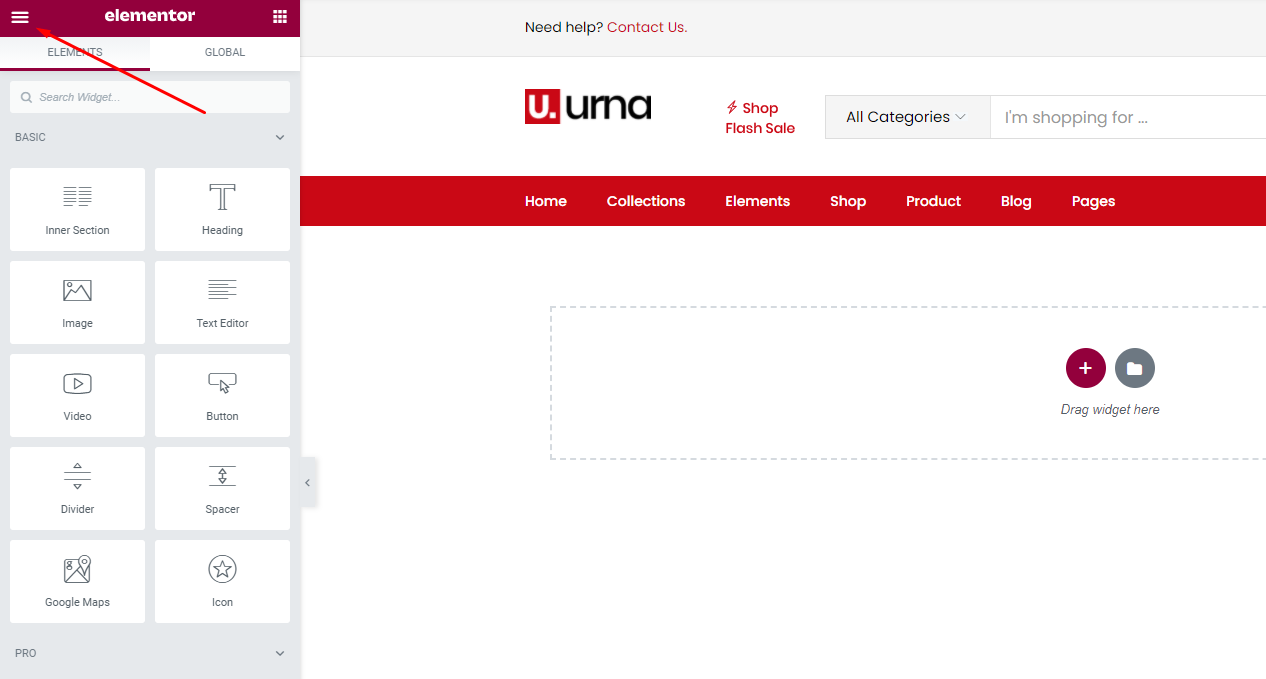 elementor
ELEMENTS GLOBAL
Search Widget...
BASIC
Inner Section Heading
Image Text Editor
Video Button
Divider Spacer
Google Maps Icon
PRO
Need help? Contact Us.
U. urna
Shop
Flash Sale
All Categories
I'm shopping for ...
Home Collections Elements Shop Product Blog Pages
Drag widget here